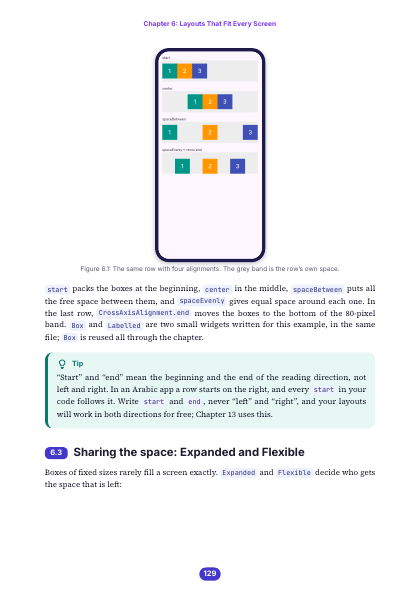 Chapter 6: Layouts That Fit Every Screen
start
1 2 3
center
1 2 3
spaceBetween
1 2 3
spaceEvenly + cross end
1 2 3
Figure 6.1: The same row with four alignments. The grey band is the row's own space.
start packs the boxes at the beginning, center in the middle, spaceBetween puts all
the free space between them, and spaceEvenly gives equal space around each one. In
the last row, CrossAxisAlignment.end moves the boxes to the bottom of the 80-pixel
band. Box and Labelled are two small widgets written for this example, in the same
file; Box is reused all through the chapter.
Tip
“Start” and “end” mean the beginning and the end of the reading direction, not
left and right. In an Arabic app a row starts on the right, and every start in your
code follows it. Write start and end, never “left” and “right”, and your layouts
will work in both directions for free; Chapter 13 uses this.
6.3 Sharing the space: Expanded and Flexible
Boxes of fixed sizes rarely fill a screen exactly. Expanded and Flexible decide who gets
the space that is left:
129